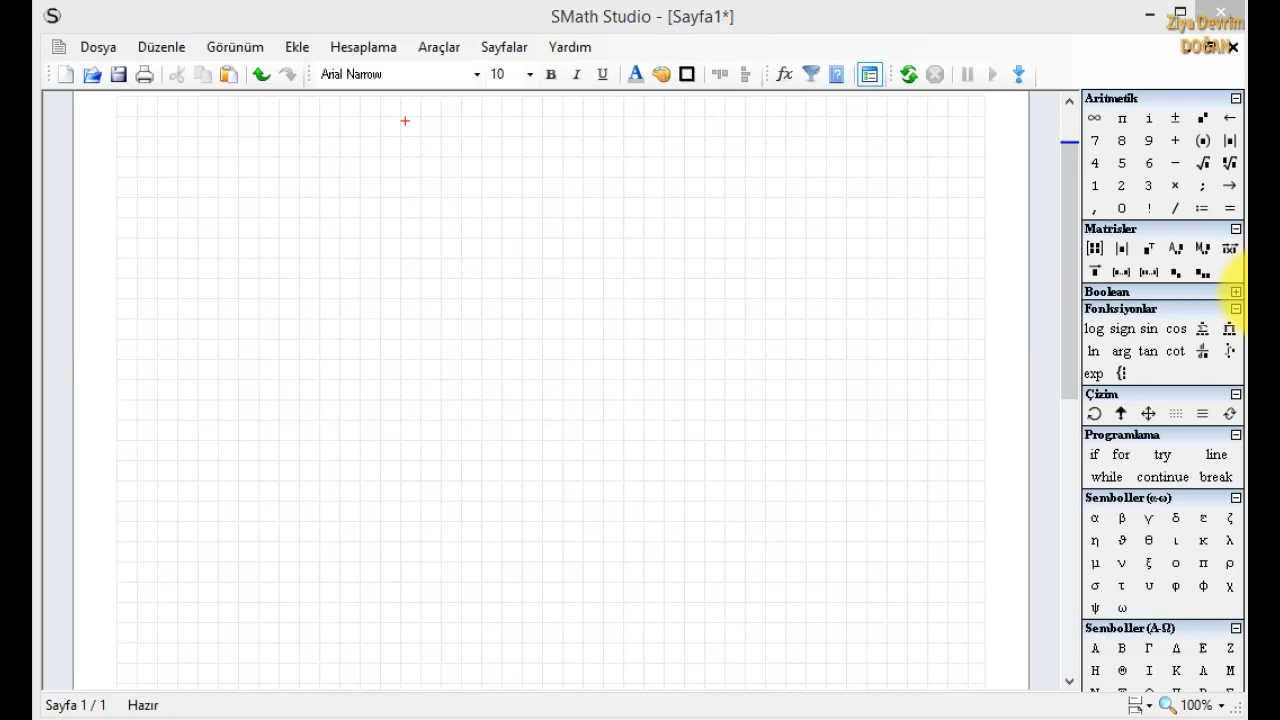 SMath Studio - [Sayfa1*]
Ziya Devrim
DOĞAN
Dosya Düzenle Görünüm Ekle Hesaplama Araçlar Sayfalar Yardım
Arial Narrow 10 B I U A fx
Aritmetik
∞ π i ± ←
7 8 9 +
4 5 6 −
1 2 3 × ; →
, 0 ! / := =
Matrisler
Boolean
Fonksiyonlar
log sign sin cos
ln arg tan cot
exp
Çizim
Programlama
if for try line
while continue break
Semboller (α-ω)
α β γ δ ε ζ
η ϑ θ ι κ λ
μ ν ξ ο π ρ
σ τ υ φ ϕ χ
ψ ω
Semboller (Α-Ω)
Α Β Γ Δ Ε Ζ
Η Θ Ι Κ Λ Μ
Sayfa 1 / 1 Hazır 100%